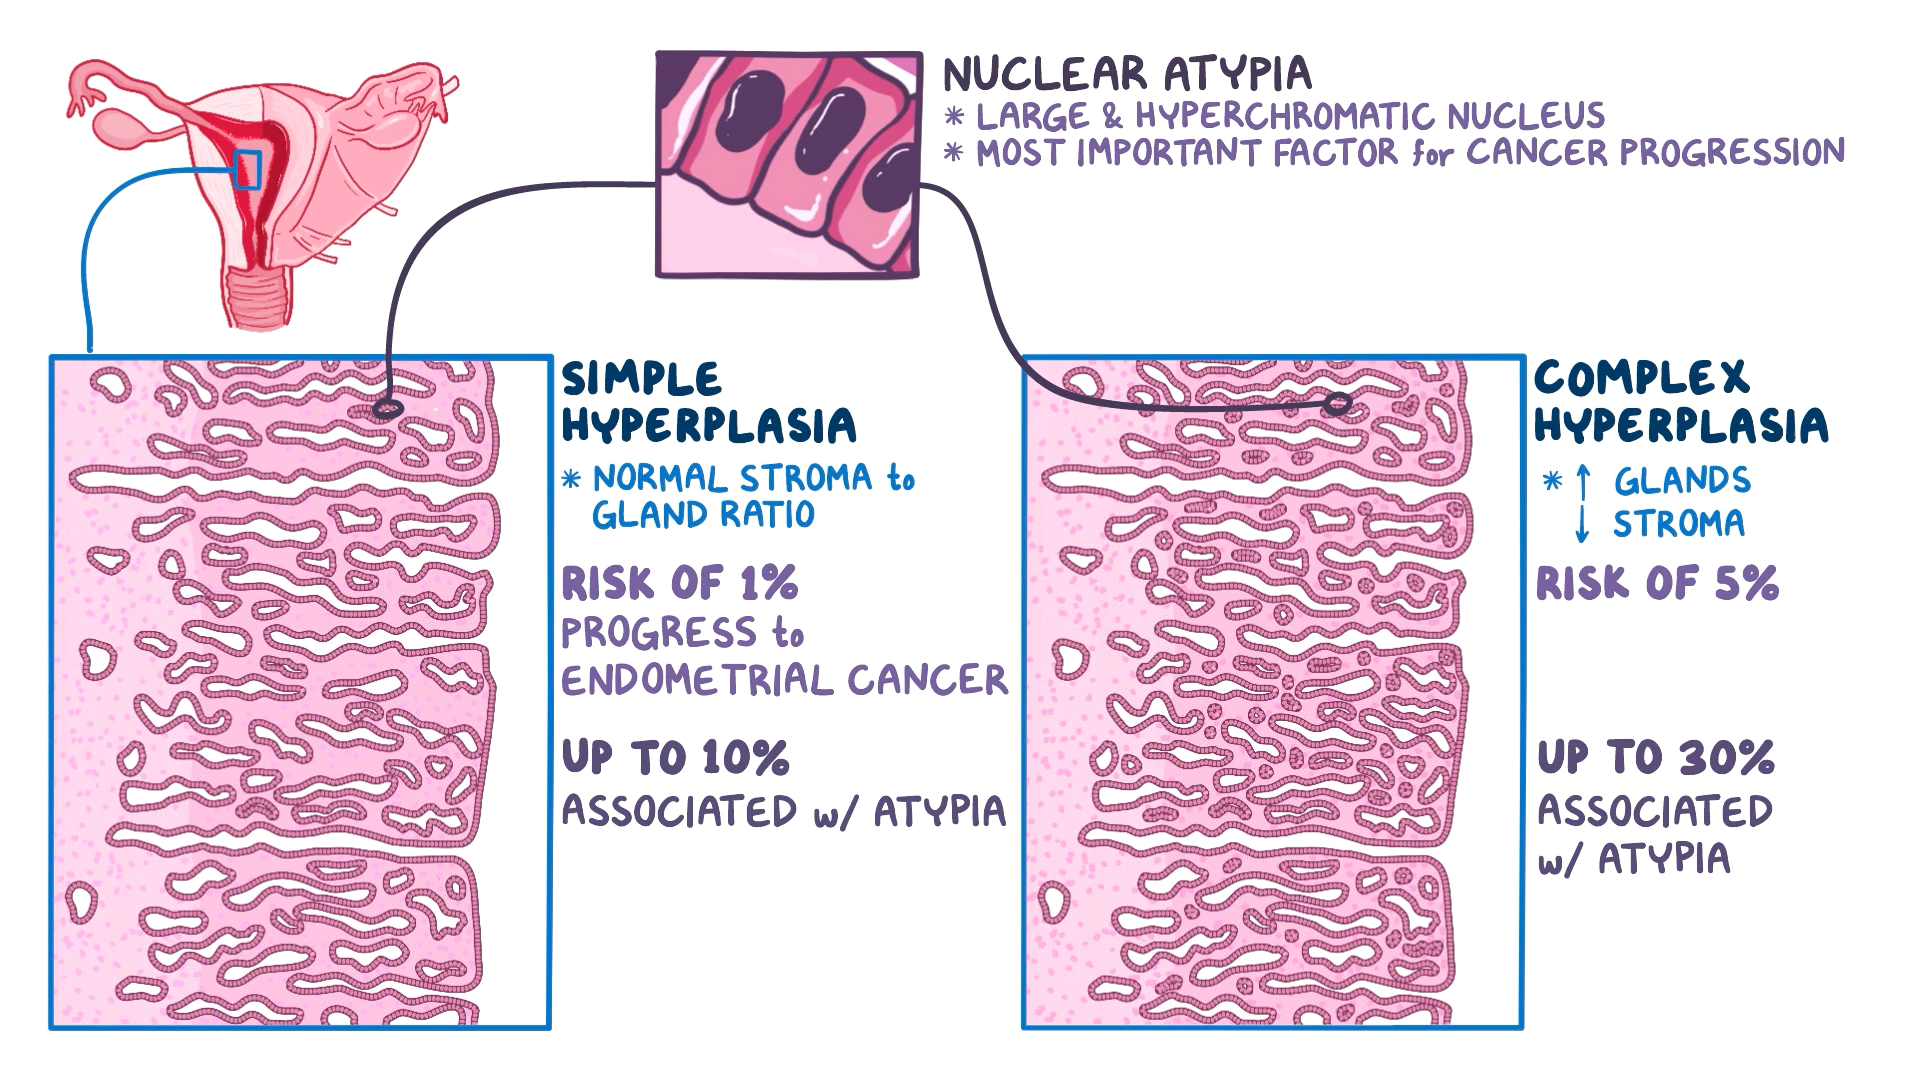 NUCLEAR ATYPIA
* LARGE & HYPERCHROMATIC NUCLEUS
* MOST IMPORTANT FACTOR for CANCER PROGRESSION
SIMPLE
HYPERPLASIA
* NORMAL STROMA to
GLAND RATIO
RISK OF 1%
PROGRESS to
ENDOMETRIAL CANCER
UP TO 10%
ASSOCIATED w/ ATYPIA
COMPLEX
HYPERPLASIA
* ↑ GLANDS
↓ STROMA
RISK OF 5%
UP TO 30%
ASSOCIATED
w/ ATYPIA